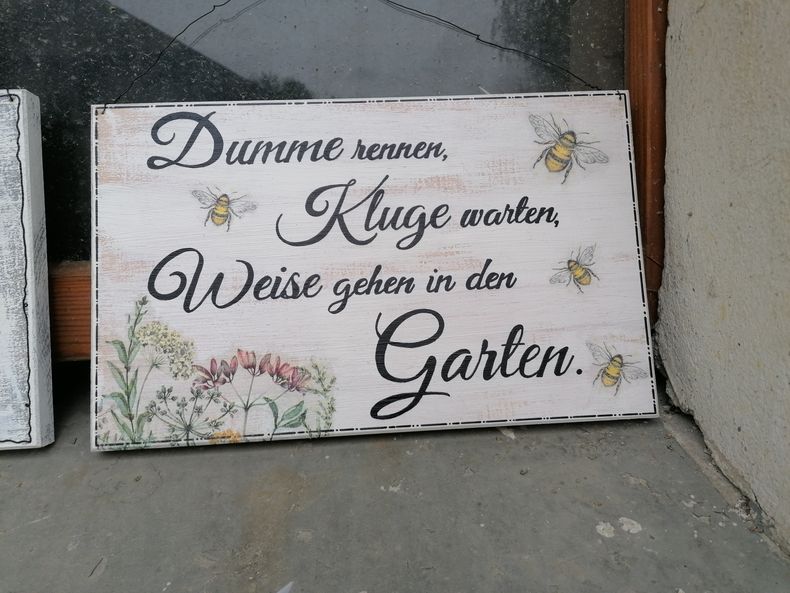 Dumme rennen,
Kluge warten,
Weise gehen in den
Garten.